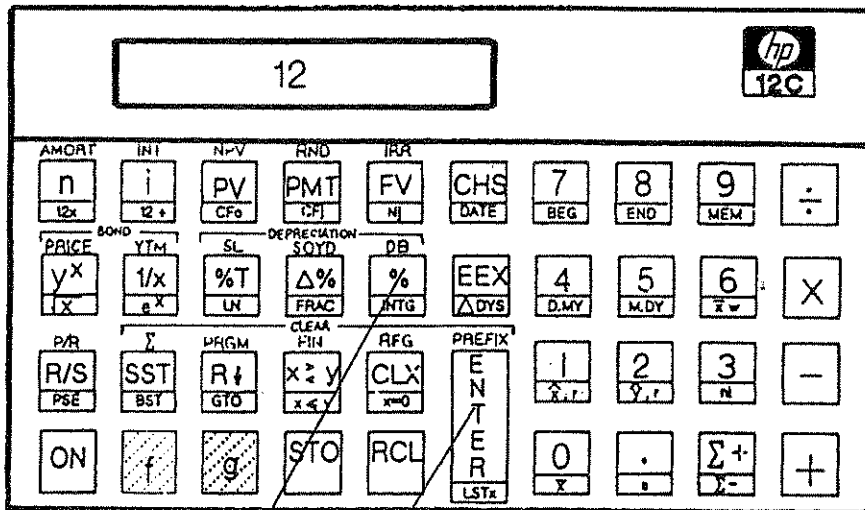 12
hp
12C
AMORT INT NPV RND IRR
n i PV PMT FV CHS 7 8 9 ÷
12x 12÷ CFo CFj Nj DATE BEG END MEM
BOND DEPRECIATION
PRICE YTM SL SOYD DB
y^x 1/x %T Δ% % EEX 4 5 6 X
√x e^x LN FRAC INTG ΔDYS D.MY M.DY x̄w
CLEAR
P/R Σ PRGM FIN REG PREFIX
R/S SST R↓ x≷y CLX ENTER 1 2 3 −
PSE BST GTO x≤y x=0 x̂,r ŷ,r n!
ON f g STO RCL 0 . Σ+ +
LSTx x̄ s Σ-